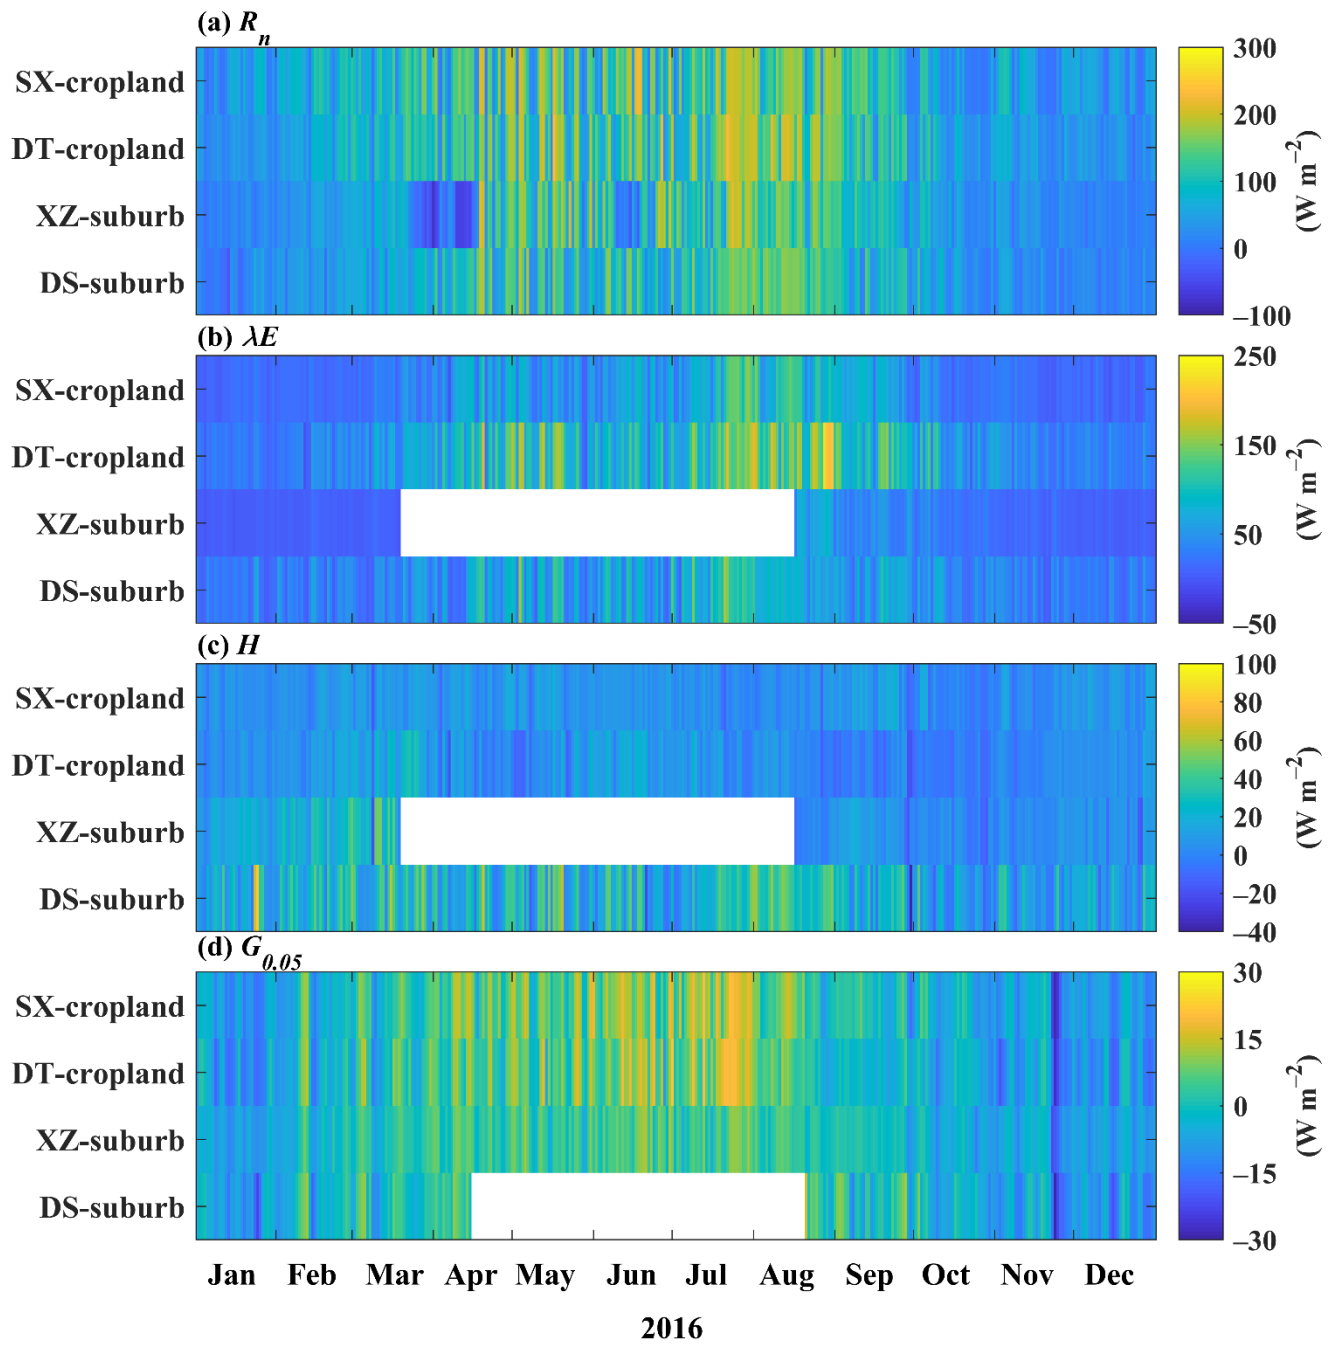 (a) Rn
SX-cropland
DT-cropland
XZ-suburb
DS-suburb
300
200
100
0
−100
(W m−2)
(b) λE
SX-cropland
DT-cropland
XZ-suburb
DS-suburb
250
150
50
−50
(W m−2)
(c) H
SX-cropland
DT-cropland
XZ-suburb
DS-suburb
100
80
60
40
20
0
−20
−40
(W m−2)
(d) G0.05
SX-cropland
DT-cropland
XZ-suburb
DS-suburb
30
15
0
−15
−30
(W m−2)
Jan Feb Mar Apr May Jun Jul Aug Sep Oct Nov Dec
2016